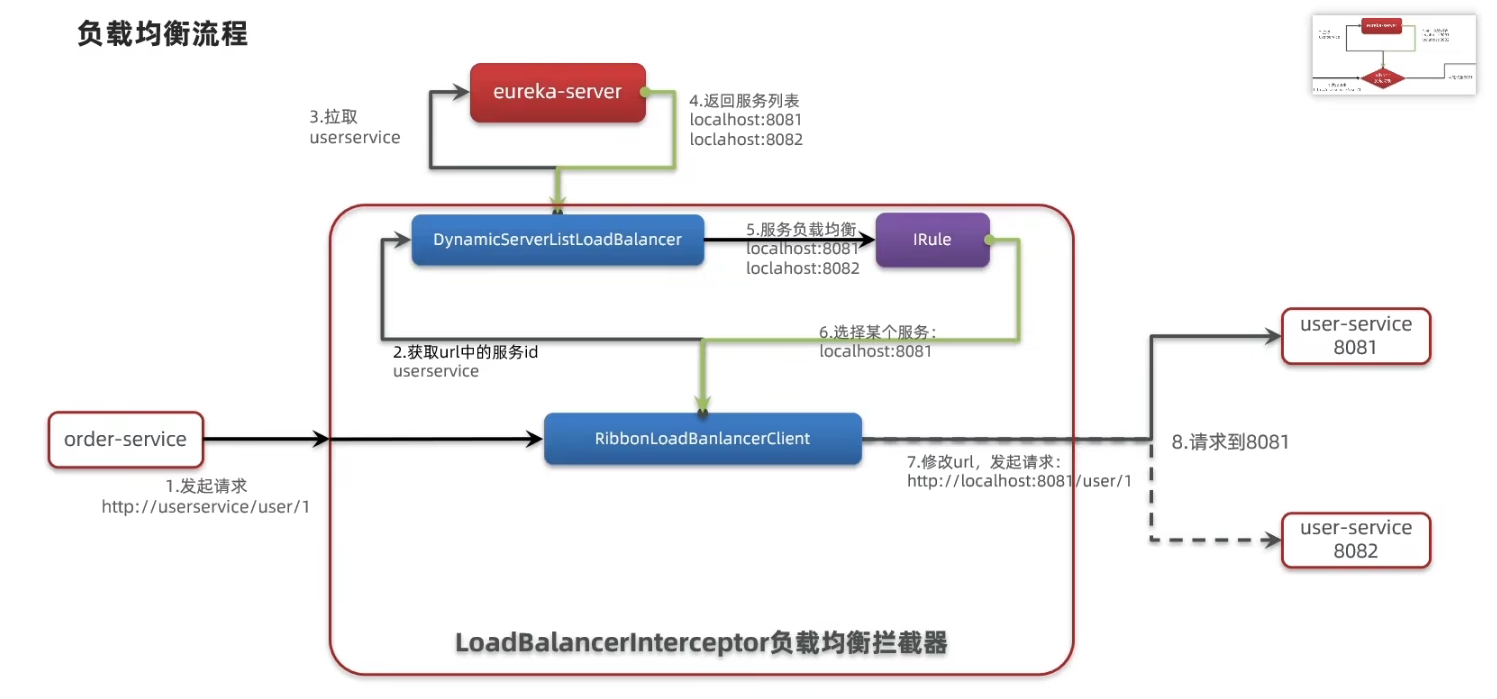 负载均衡流程
eureka-server
3.拉取
userservice
4.返回服务列表
localhost:8081
loclahost:8082
DynamicServerListLoadBalancer
5.服务负载均衡
localhost:8081
loclahost:8082
IRule
2.获取url中的服务id
userservice
6.选择某个服务：
localhost:8081
order-service
1.发起请求
http://userservice/user/1
RibbonLoadBanlancerClient
7.修改url，发起请求：
http://localhost:8081/user/1
8.请求到8081
user-service
8081
user-service
8082
LoadBalancerInterceptor负载均衡拦截器